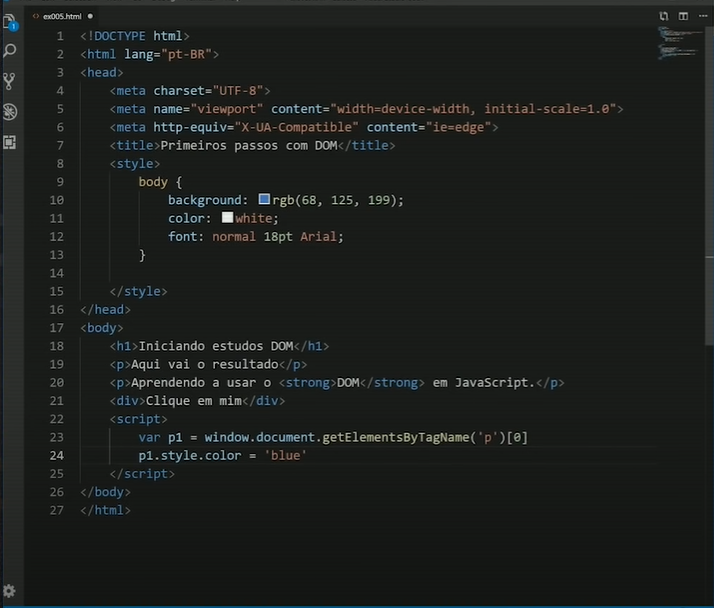 ex005.html
1
1 <!DOCTYPE html>
2 <html lang="pt-BR">
3 <head>
4 <meta charset="UTF-8">
5 <meta name="viewport" content="width=device-width, initial-scale=1.0">
6 <meta http-equiv="X-UA-Compatible" content="ie=edge">
7 <title>Primeiros passos com DOM</title>
8 <style>
9 body {
10 background: rgb(68, 125, 199);
11 color: white;
12 font: normal 18pt Arial;
13 }
14
15 </style>
16 </head>
17 <body>
18 <h1>Iniciando estudos DOM</h1>
19 <p>Aqui vai o resultado</p>
20 <p>Aprendendo a usar o <strong>DOM</strong> em JavaScript.</p>
21 <div>Clique em mim</div>
22 <script>
23 var p1 = window.document.getElementsByTagName('p')[0]
24 p1.style.color = 'blue'
25 </script>
26 </body>
27 </html>